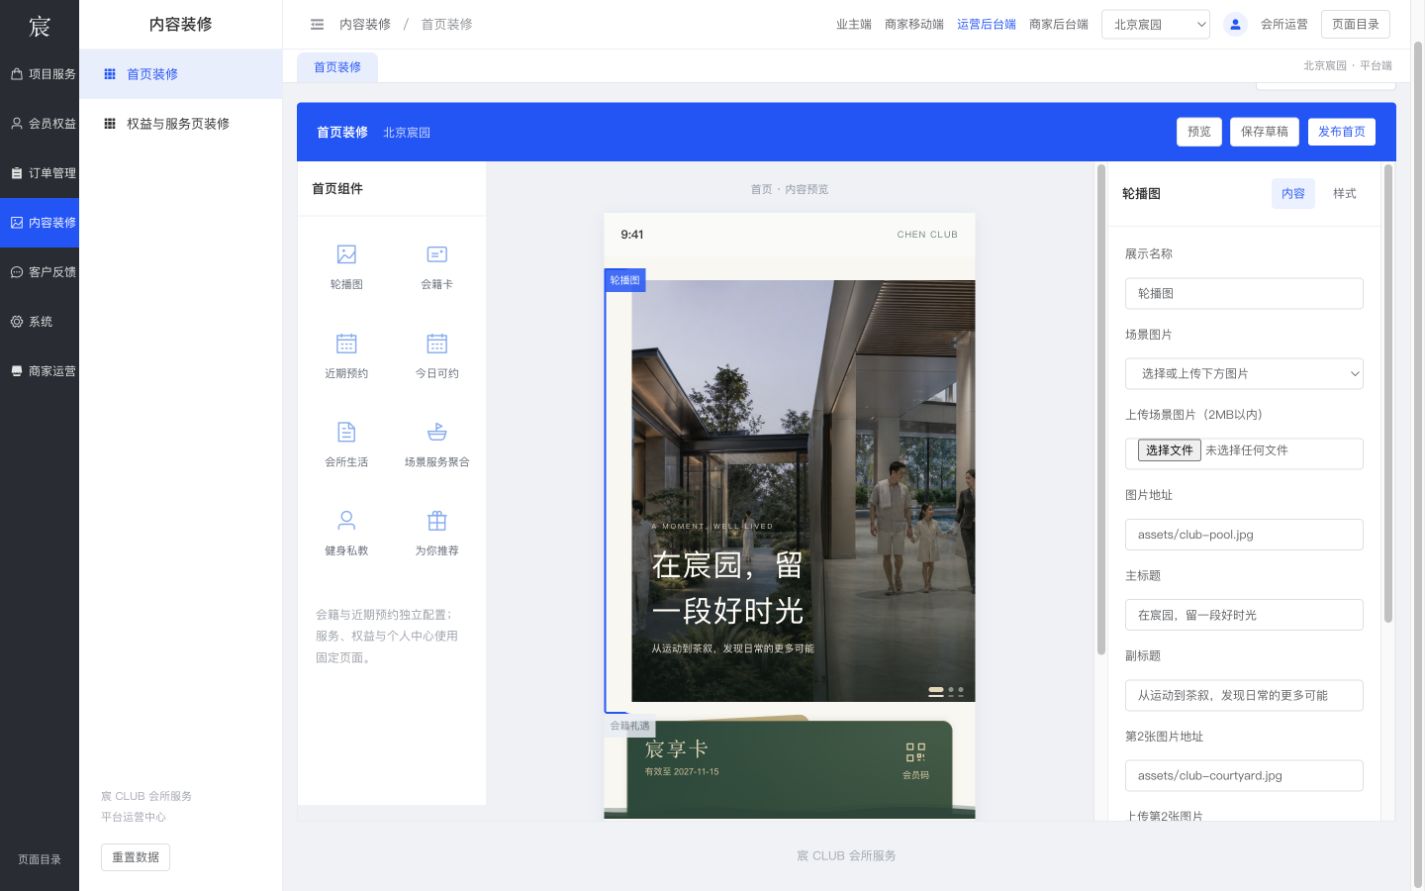 宸
项目服务
会员权益
订单管理
内容装修
客户反馈
系统
商家运营
页面目录
内容装修
首页装修
权益与服务页装修
宸 CLUB 会所服务
平台运营中心
重置数据
内容装修 / 首页装修
业主端 商家移动端 运营后台端 商家后台端 北京宸园 会所运营 页面目录
首页装修
北京宸园 · 平台端
首页装修 北京宸园
预览 保存草稿 发布首页
首页组件
轮播图 会籍卡
近期预约 今日可约
会所生活 场景服务聚合
健身私教 为你推荐
会籍与近期预约独立配置；
服务、权益与个人中心使用
固定页面。
首页 · 内容预览
9:41 CHEN CLUB
轮播图
A MOMENT, WELL LIVED
在宸园，留
一段好时光
从运动到茶叙，发现日常的更多可能
会籍礼遇
宸享卡
有效至 2027-11-15
会员码
轮播图 内容 样式
展示名称
轮播图
场景图片
选择或上传下方图片
上传场景图片（2MB以内）
选择文件 未选择任何文件
图片地址
assets/club-pool.jpg
主标题
在宸园，留一段好时光
副标题
从运动到茶叙，发现日常的更多可能
第2张图片地址
assets/club-courtyard.jpg
上传第2张图片
宸 CLUB 会所服务